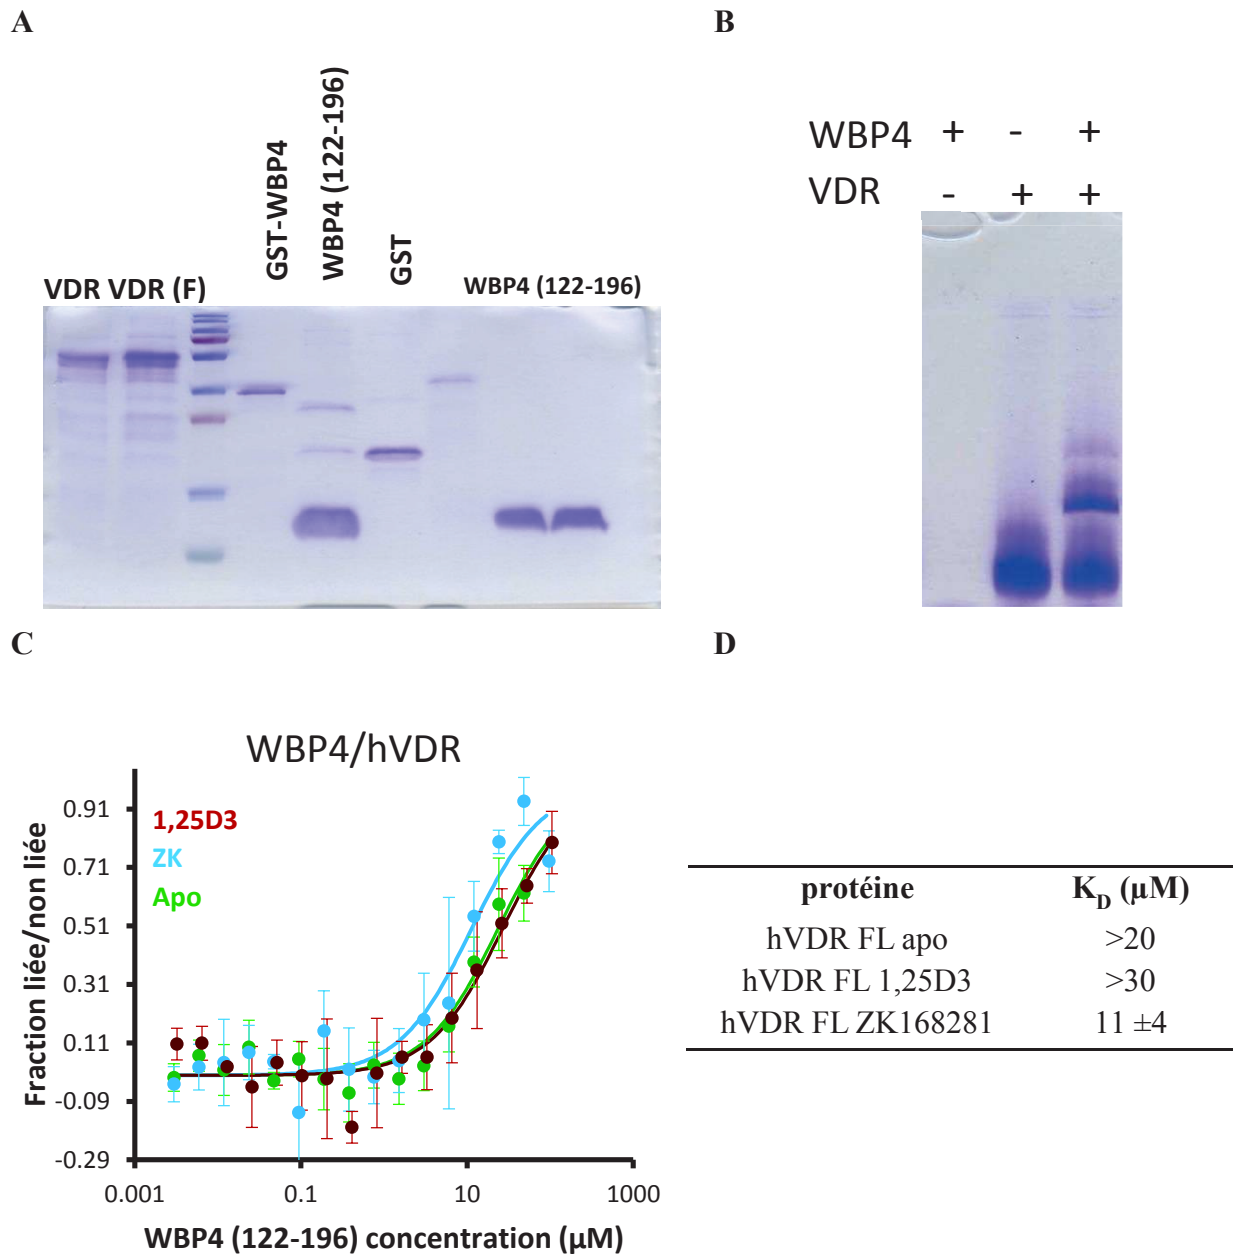 A
GST-WBP4
WBP4 (122-196)
GST
VDR VDR (F)
WBP4 (122-196)
B
WBP4 + - +
VDR - + +
C
WBP4/hVDR
1,25D3
ZK
Apo
Fraction liée/non liée
0.91
0.71
0.51
0.31
0.11
-0.09
-0.29
0.001 0.1 10 1000
WBP4 (122-196) concentration (µM)
D
protéine KD (µM)
hVDR FL apo >20
hVDR FL 1,25D3 >30
hVDR FL ZK168281 11 ±4